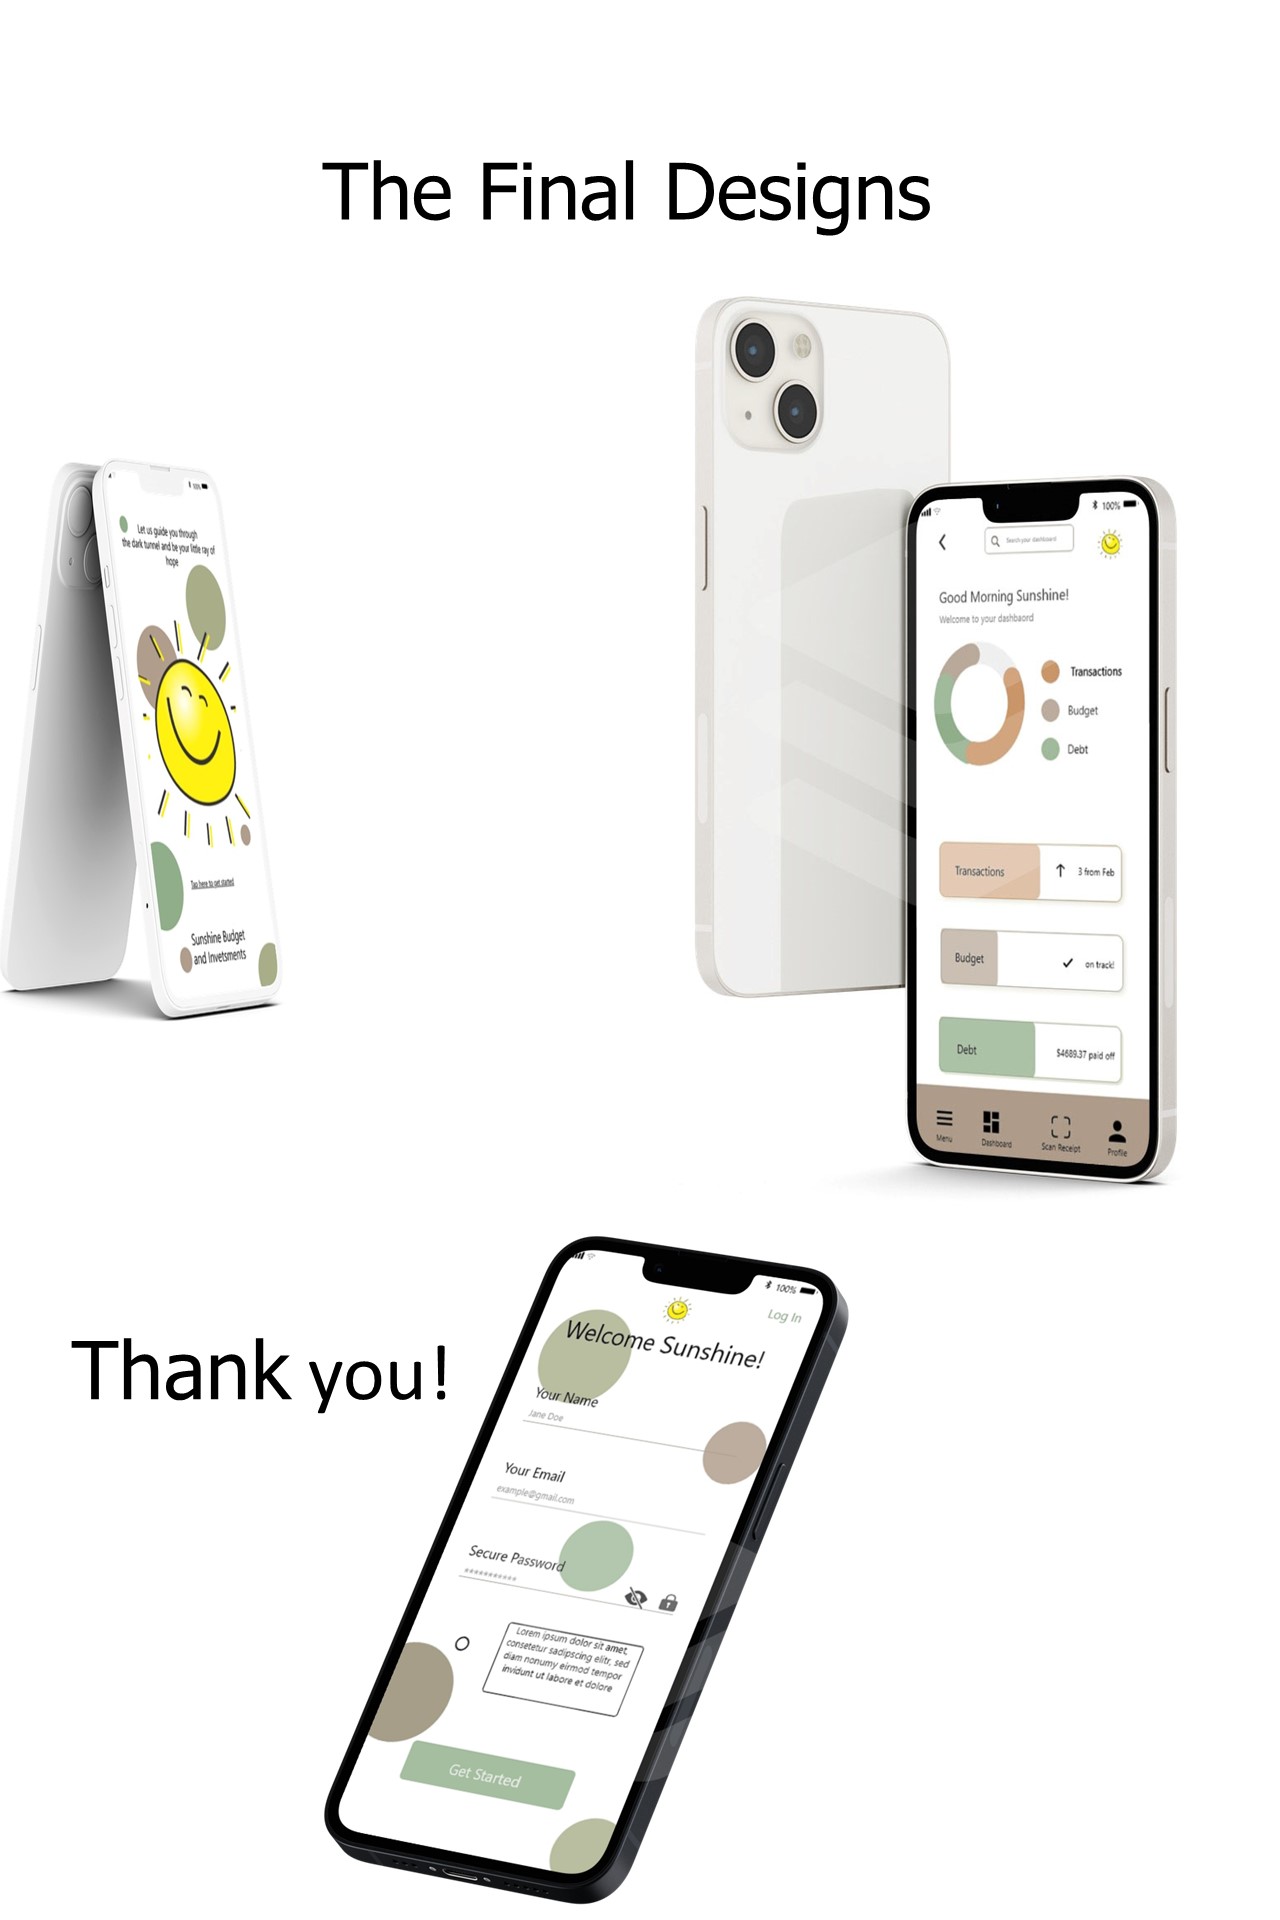 The Final Designs
100%
Let us guide you through
the dark tunnel and be your little ray of
hope
Tap here to get started
Sunshine Budget
and Invetsments
100%
Search your dashboard
Good Morning Sunshine!
Welcome to your dashbaord
Transactions
Budget
Debt
Transactions
3 from Feb
Budget
on track!
Debt
$4689.37 paid off
Menu
Dashboard
Scan Receipt
Profile
Thank you!
100%
Log In
Welcome Sunshine!
Your Name
Jane Doe
Your Email
example@gmail.com
Secure Password
***********
Lorem ipsum dolor sit amet,
consetetur sadipscing elitr, sed
diam nonumy eirmod tempor
invidunt ut labore et dolore
Get Started